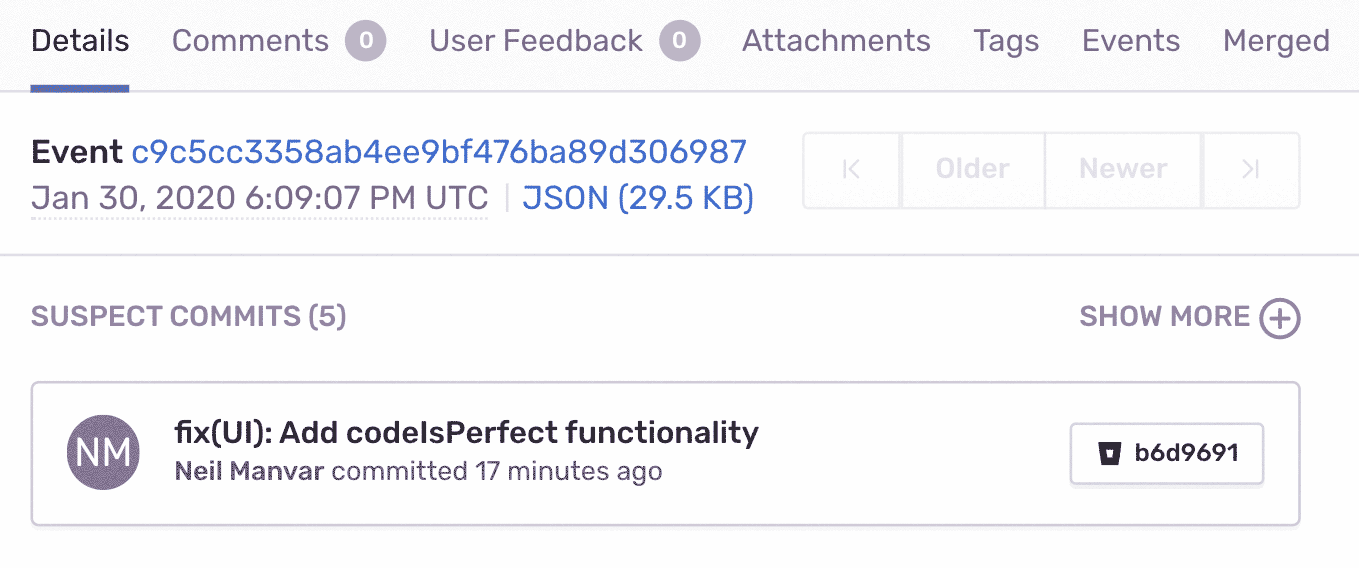 Details Comments 0 User Feedback 0 Attachments Tags Events Merged
Event c9c5cc3358ab4ee9bf476ba89d306987
Jan 30, 2020 6:09:07 PM UTC | JSON (29.5 KB)
Older Newer
SUSPECT COMMITS (5) SHOW MORE
NM
fix(UI): Add codeIsPerfect functionality
Neil Manvar committed 17 minutes ago
b6d9691